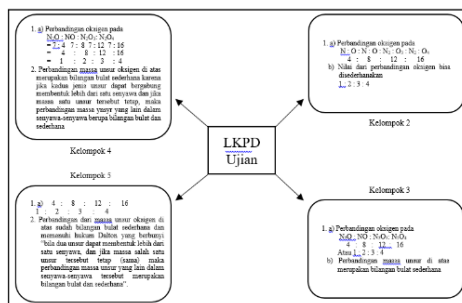 1. a) Perbandingan oksigen pada
N₂O : NO : N₂O₃ : N₂O₄
= 7 : 4 7 : 8 7 : 12 7 : 16
= 4 : 8 : 12 : 16
= 1 : 2 : 3 : 4
2. Perbandingan massa unsur oksigen di atas
merupakan bilangan bulat sederhana karena
jika kedua jenis unsur dapat bergabung
membentuk lebih dari satu senyawa dan jika
massa satu unsur tersebut tetap, maka
perbandingan massa yang lain dalam
senyawa-senyawa berupa bilangan bulat dan
sederhana
Kelompok 4
1. a) Perbandingan oksigen pada
N : O : N : O : N₂ : O₃ : N₂ : O₄
4 : 8 : 12 : 16
b) Nilai dari perbandingan oksigen bisa
disederhanakan
1 : 2 : 3 : 4
Kelompok 2
LKPD
Ujian
Kelompok 5
1. a) 4 : 8 : 12 : 16
1 : 2 : 3 : 4
2. Perbandingan dari massa unsur oksigen di
atas sudah bilangan bulat sederhana dan
memenuhi hukum Dalton yang berbunyi
"bila dua unsur dapat membentuk lebih dari
satu senyawa, dan jika massa salah satu
unsur tersebut tetap (sama) maka
perbandingan massa unsur yang lain dalam
senyawa-senyawa tersebut merupakan
bilangan bulat dan sederhana".
Kelompok 3
1. a) Perbandingan oksigen pada
N₂O : NO : N₂O₃ : N₂O₄
4 : 8 : 12 : 16
Atau 1 : 2 : 3 : 4
b) Perbandingan massa unsur di atas
merupakan bilangan bulat sederhana